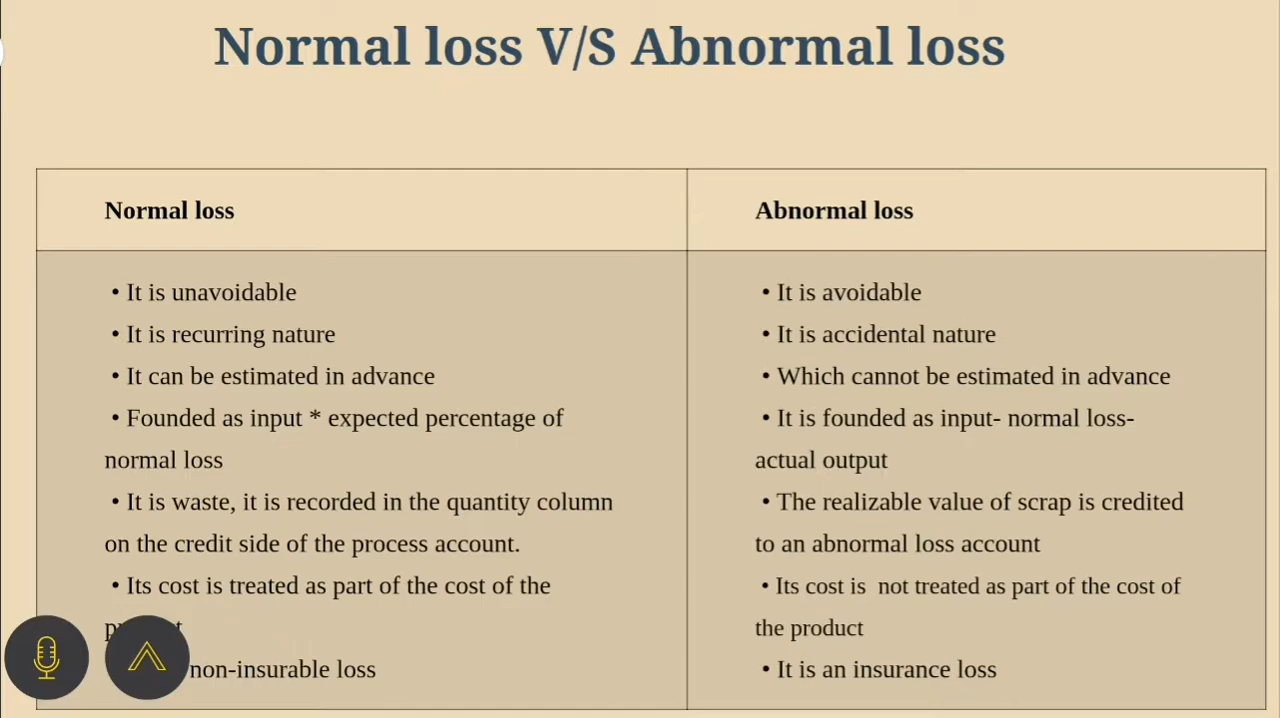 Normal loss V/S Abnormal loss
Normal loss
• It is unavoidable
• It is recurring nature
• It can be estimated in advance
• Founded as input * expected percentage of
normal loss
• It is waste, it is recorded in the quantity column
on the credit side of the process account.
• Its cost is treated as part of the cost of the
non-insurable loss
Abnormal loss
• It is avoidable
• It is accidental nature
• Which cannot be estimated in advance
• It is founded as input- normal loss-
actual output
• The realizable value of scrap is credited
to an abnormal loss account
• Its cost is  not treated as part of the cost of
the product
• It is an insurance loss